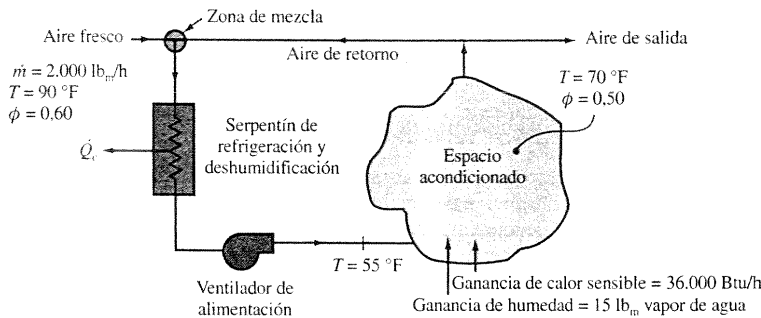 Zona de mezcla
Aire fresco
Aire de retorno
Aire de salida
ṁ = 2.000 lbₘ/h
T = 90 °F
ϕ = 0,60
T = 70 °F
ϕ = 0,50
Serpentín de
refrigeración y
deshumidificación
Q̇c
Espacio
acondicionado
T = 55 °F
Ventilador de
alimentación
Ganancia de calor sensible = 36.000 Btu/h
Ganancia de humedad = 15 lbₘ vapor de agua